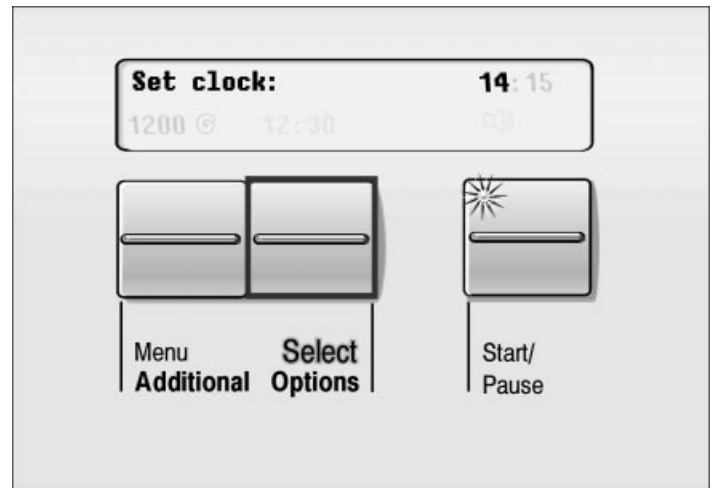 Set clock: 14:15
1200 12:30
Menu Select
Additional Options
Start/
Pause